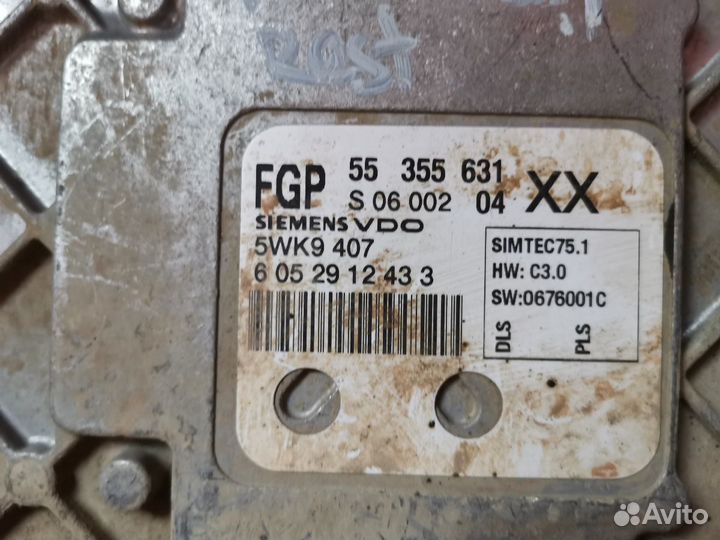 Rast
FGP 55 355 631 XX
S 06 002 04
SIEMENS VDO
5WK9 407
6 05 29 12 43 3
SIMTEC75.1
HW: C3.0
SW:0676001C
DLS
PLS
Avito